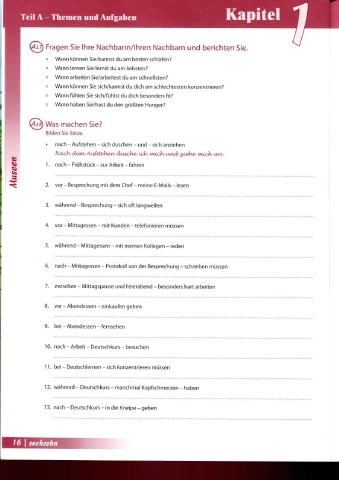 Teil A – Themen und Aufgaben
Kapitel 1
A17 Fragen Sie Ihre Nachbarin/Ihren Nachbarn und berichten Sie.
Wann können Sie/kannst du am besten schlafen?
Wann lernen Sie/lernst du am liebsten?
Wann arbeiten Sie/arbeitest du am schnellsten?
Wann können Sie sich/kannst du dich am schlechtesten konzentrieren?
Wann fühlen Sie sich/fühlst du dich besonders fit?
Wann haben Sie/hast du den größten Hunger?
A18 Was machen Sie?
Bilden Sie Sätze.
nach – Aufstehen – sich duschen – und – sich anziehen
Nach dem Aufstehen dusche ich mich und ziehe mich an.
1. nach – Frühstück – zur Arbeit – fahren
2. vor – Besprechung mit dem Chef – meine E-Mails – lesen
3. während – Besprechung – sich oft langweilen
4. vor – Mittagessen – mit Kunden – telefonieren müssen
5. während – Mittagessen – mit meinen Kollegen – reden
6. nach – Mittagessen – Protokoll von der Besprechung – schreiben müssen
7. zwischen – Mittagspause und Feierabend – besonders hart arbeiten
8. vor – Abendessen – einkaufen gehen
9. bei – Abendessen – fernsehen
10. nach – Arbeit – Deutschkurs – besuchen
11. bei – Deutschlernen – sich konzentrieren müssen
12. während – Deutschkurs – manchmal Kopfschmerzen – haben
13. nach – Deutschkurs – in die Kneipe – gehen
Museen
16 | sechzehn